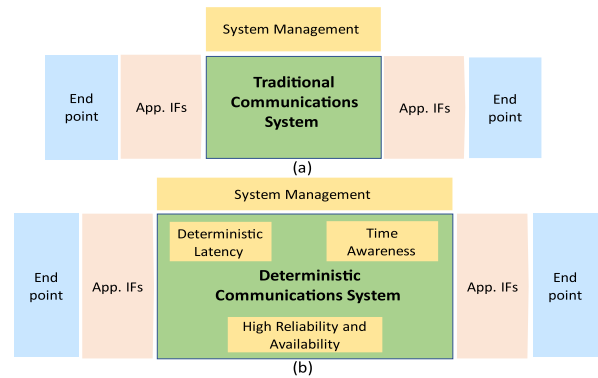 System Management
End
point
App. IFs
Traditional
Communications
System
App. IFs
End
point
(a)
System Management
End
point
App. IFs
Deterministic
Latency
Time
Awareness
Deterministic
Communications System
High Reliability and
Availability
App. IFs
End
point
(b)